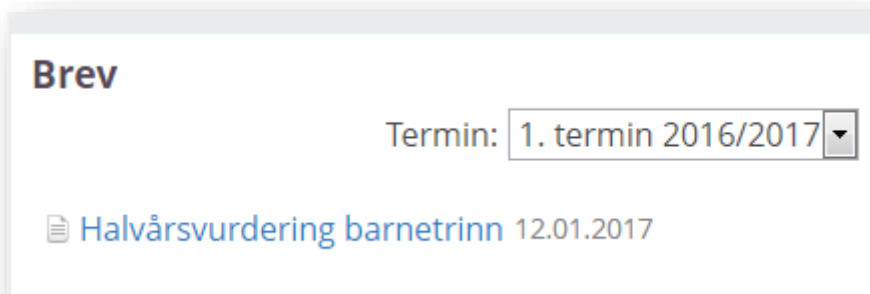 Brev
Termin: 1. termin 2016/2017
Halvårsvurdering barnetrinn 12.01.2017